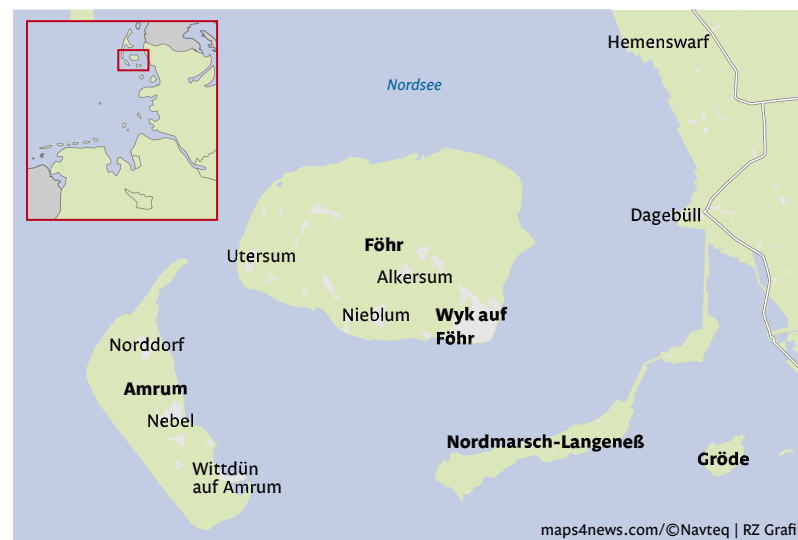 Hemenswarf
Nordsee
Dagebüll
Föhr
Utersum
Alkersum
Nieblum
Wyk auf
Föhr
Norddorf
Amrum
Nebel
Nordmarsch-Langeneß
Gröde
Wittdün
auf Amrum
maps4news.com/©Navteq | RZ Grafi